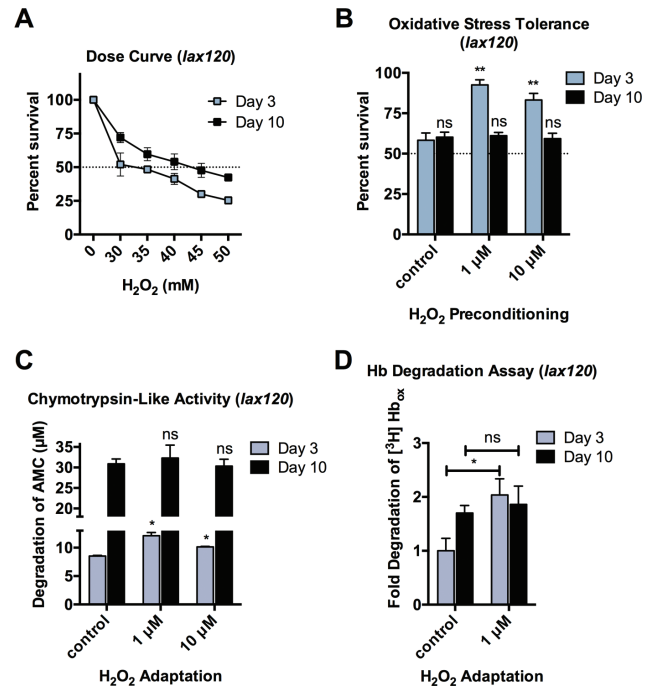 A
Dose Curve (lax120)
Percent survival
100
75
50
25
0
Day 3
Day 10
0 30 35 40 45 50
H₂O₂ (mM)
B
Oxidative Stress Tolerance
(lax120)
Percent survival
100
75
50
25
0
** **
ns ns
Day 3
Day 10
control 1 µM 10 µM
H₂O₂ Preconditioning
C
Chymotrypsin-Like Activity (lax120)
Degradation of AMC (µM)
35
30
25
20
15
10
5
0
ns ns
* *
Day 3
Day 10
control 1 µM 10 µM
H₂O₂ Adaptation
D
Hb Degradation Assay (lax120)
Fold Degradation of [³H] Hbox
3
2
1
0
ns
*
Day 3
Day 10
control 1 µM
H₂O₂ Adaptation